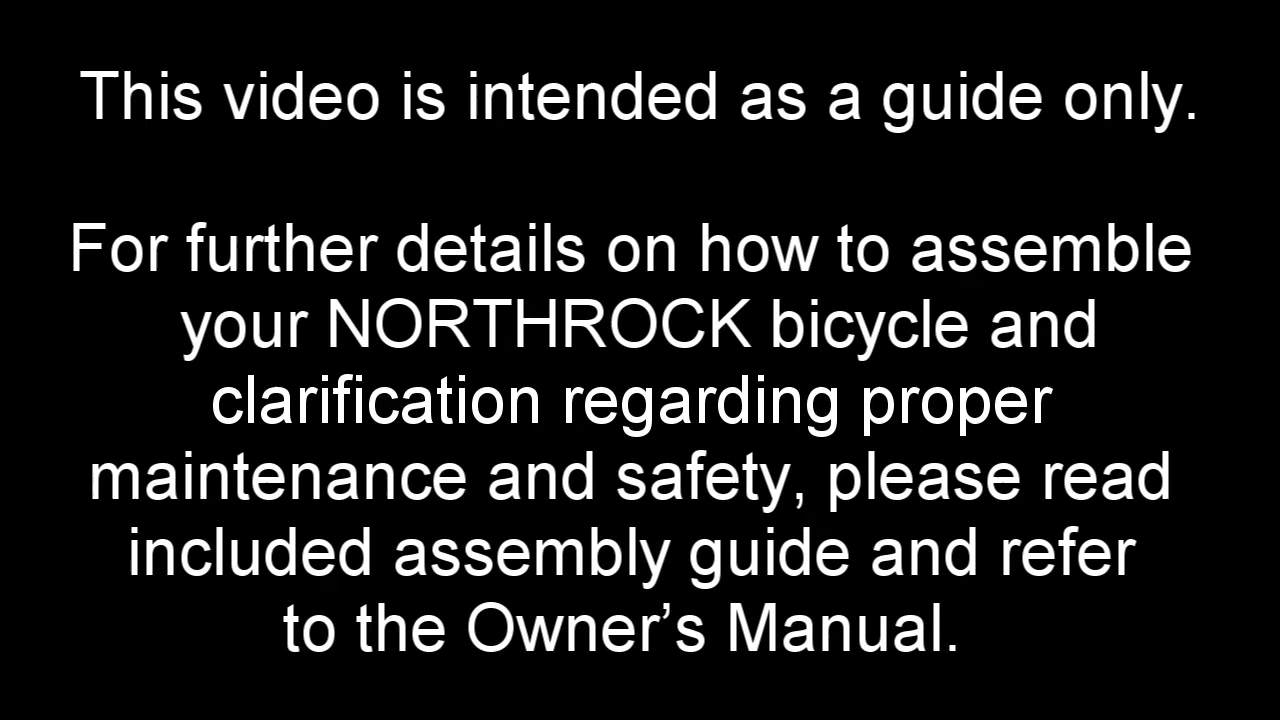 This video is intended as a guide only.
For further details on how to assemble
your NORTHROCK bicycle and
clarification regarding proper
maintenance and safety, please read
included assembly guide and refer
to the Owner’s Manual.